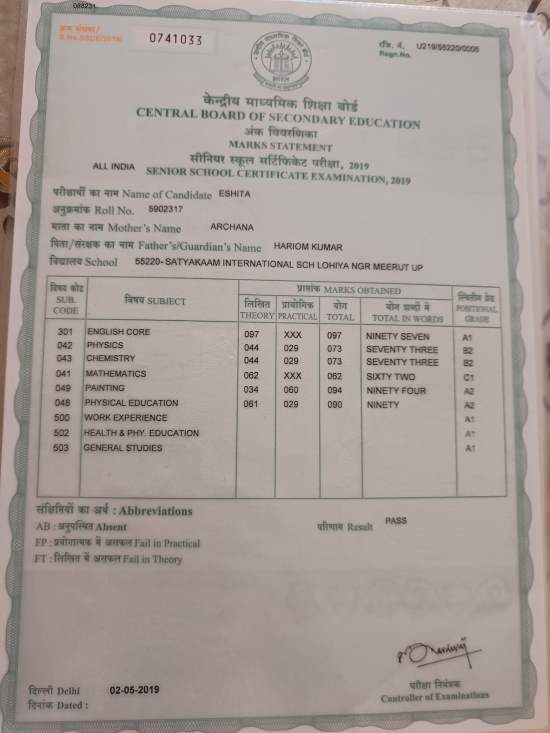 088231
क्रम संख्या/
S.No.SSCE/2019/ 0741033
रजि. नं. U219/55220/0006
Regn.No.
केन्द्रीय माध्यमिक शिक्षा बोर्ड
CENTRAL BOARD OF SECONDARY EDUCATION
अंक विवरणिका
MARKS STATEMENT
सीनियर स्कूल सर्टिफिकेट परीक्षा, 2019
ALL INDIA SENIOR SCHOOL CERTIFICATE EXAMINATION, 2019
परीक्षार्थी का नाम Name of Candidate ESHITA
अनुक्रमांक Roll No. 5902317
माता का नाम Mother's Name ARCHANA
पिता/संरक्षक का नाम Father's/Guardian's Name HARIOM KUMAR
विद्यालय School 55220- SATYAKAAM INTERNATIONAL SCH LOHIYA NGR MEERUT UP
विषय कोड SUB. CODE विषय SUBJECT प्राप्तांक MARKS OBTAINED स्थितीय ग्रेड POSITIONAL GRADE
लिखित THEORY प्रायोगिक PRACTICAL योग TOTAL योग शब्दों में TOTAL IN WORDS
301 ENGLISH CORE 097 XXX 097 NINETY SEVEN A1
042 PHYSICS 044 029 073 SEVENTY THREE B2
043 CHEMISTRY 044 029 073 SEVENTY THREE B2
041 MATHEMATICS 062 XXX 062 SIXTY TWO C1
049 PAINTING 034 060 094 NINETY FOUR A2
048 PHYSICAL EDUCATION 061 029 090 NINETY A2
500 WORK EXPERIENCE A1
502 HEALTH & PHY. EDUCATION A1
503 GENERAL STUDIES A1
संक्षिप्तियों का अर्थ : Abbreviations
AB : अनुपस्थित Absent परिणाम Result PASS
FP : प्रयोगात्मक में असफल Fail in Practical
FT : लिखित में असफल Fail in Theory
दिल्ली Delhi 02-05-2019
दिनांक Dated :
परीक्षा नियंत्रक
Controller of Examinations